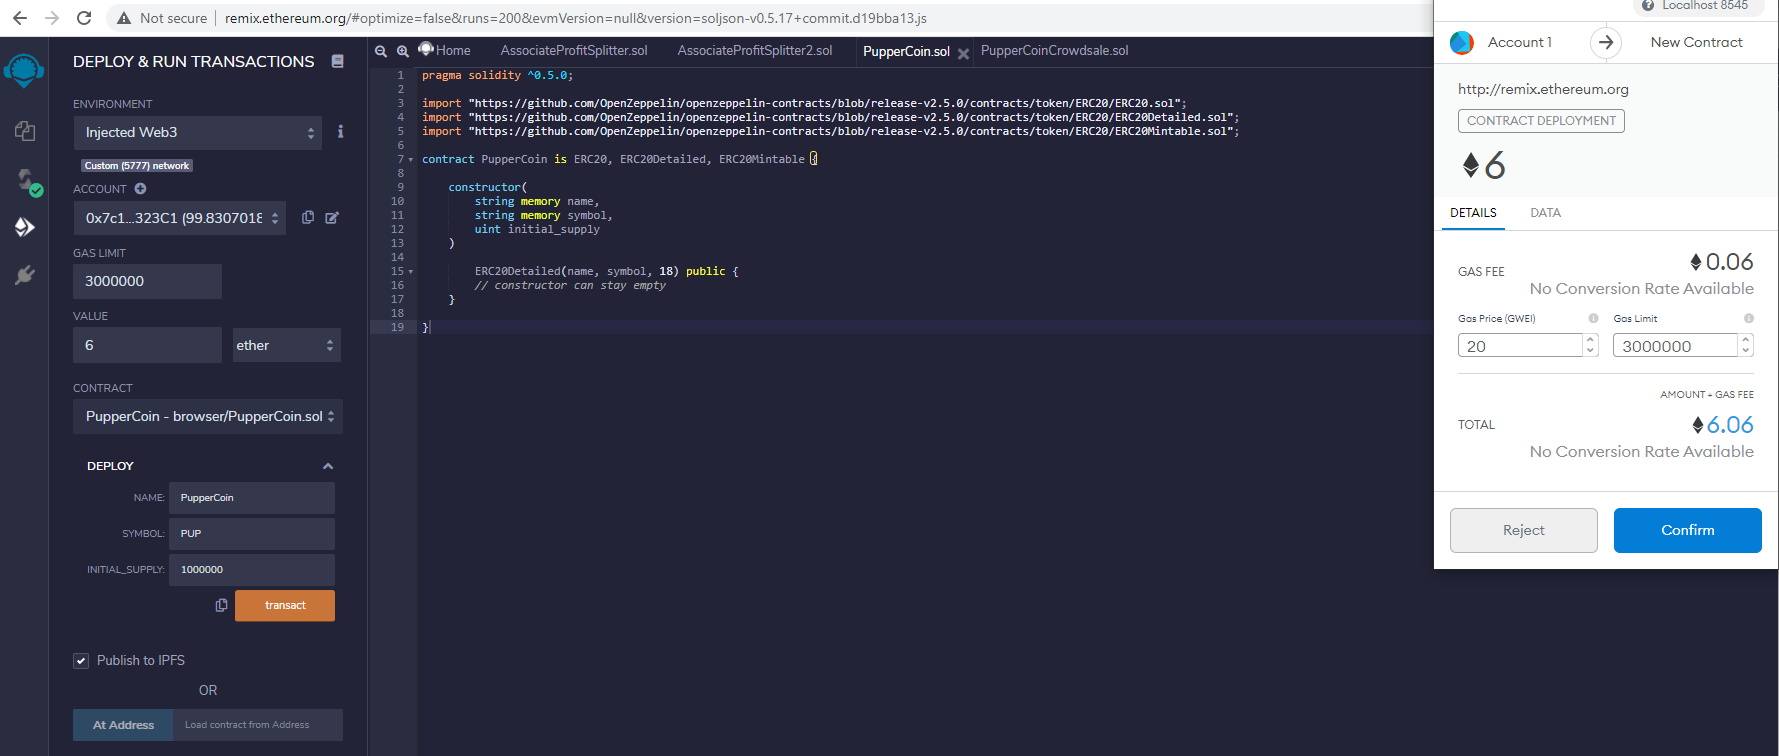 Not secure | remix.ethereum.org/#optimize=false&runs=200&evmVersion=null&version=soljson-v0.5.17+commit.d19bba13.js
DEPLOY & RUN TRANSACTIONS
ENVIRONMENT
Injected Web3
Custom (5777) network
ACCOUNT
0x7c1...323C1 (99.8307018
GAS LIMIT
3000000
VALUE
6
ether
CONTRACT
PupperCoin - browser/PupperCoin.sol
DEPLOY
NAME:
PupperCoin
SYMBOL:
PUP
INITIAL_SUPPLY:
1000000
transact
Publish to IPFS
OR
At Address
Load contract from Address
Home
AssociateProfitSplitter.sol
AssociateProfitSplitter2.sol
PupperCoin.sol
PupperCoinCrowdsale.sol
1 pragma solidity ^0.5.0;
2
3 import "https://github.com/OpenZeppelin/openzeppelin-contracts/blob/release-v2.5.0/contracts/token/ERC20/ERC20.sol";
4 import "https://github.com/OpenZeppelin/openzeppelin-contracts/blob/release-v2.5.0/contracts/token/ERC20/ERC20Detailed.sol";
5 import "https://github.com/OpenZeppelin/openzeppelin-contracts/blob/release-v2.5.0/contracts/token/ERC20/ERC20Mintable.sol";
6
7 contract PupperCoin is ERC20, ERC20Detailed, ERC20Mintable {
8
9 constructor(
10 string memory name,
11 string memory symbol,
12 uint initial_supply
13 )
14
15 ERC20Detailed(name, symbol, 18) public {
16 // constructor can stay empty
17 }
18
19 }
Localhost 8545
Account 1
New Contract
http://remix.ethereum.org
CONTRACT DEPLOYMENT
6
DETAILS
DATA
GAS FEE
0.06
No Conversion Rate Available
Gas Price (GWEI)
Gas Limit
20
3000000
AMOUNT + GAS FEE
TOTAL
6.06
No Conversion Rate Available
Reject
Confirm